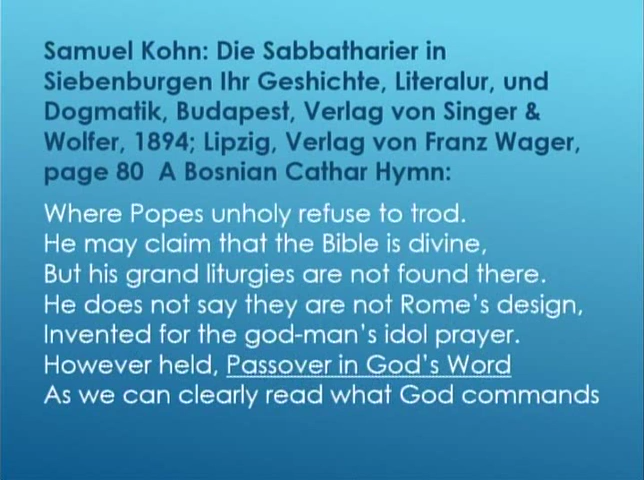 Samuel Kohn: Die Sabbatharier in
Siebenburgen Ihr Geshichte, Literalur, und
Dogmatik, Budapest, Verlag von Singer &
Wolfer, 1894; Lipzig, Verlag von Franz Wager,
page 80  A Bosnian Cathar Hymn:
Where Popes unholy refuse to trod.
He may claim that the Bible is divine,
But his grand liturgies are not found there.
He does not say they are not Rome's design,
Invented for the god-man's idol prayer.
However held, Passover in God's Word
As we can clearly read what God commands